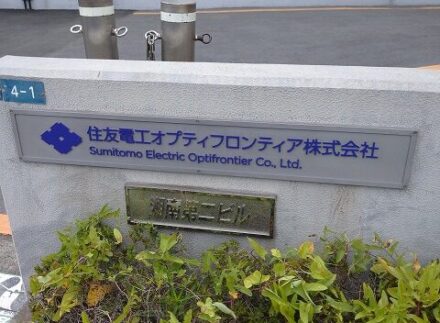 4-1
住友電工オプティフロンティア株式会社
Sumitomo Electric Optifrontier Co., Ltd.
湘南第二ビル